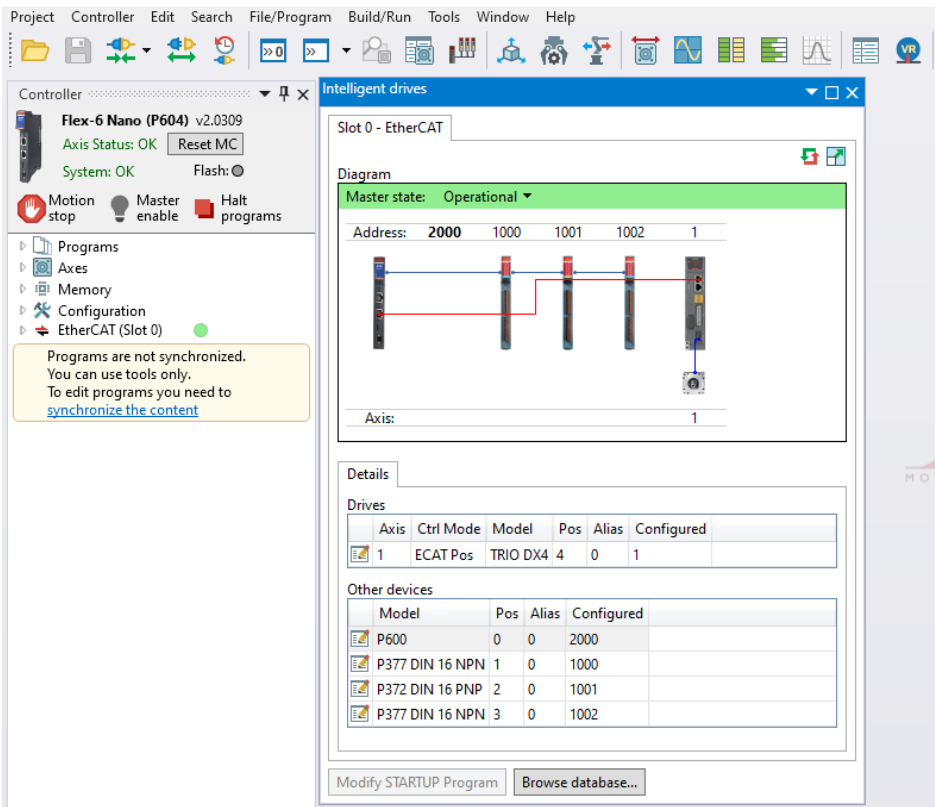 Project Controller Edit Search File/Program Build/Run Tools Window Help
»0 » VR
Controller
Flex-6 Nano (P604) v2.0309
Axis Status: OK Reset MC
System: OK Flash:
Motion stop
Master enable
Halt programs
Programs
Axes
Memory
Configuration
EtherCAT (Slot 0)
Programs are not synchronized.
You can use tools only.
To edit programs you need to
synchronize the content
Intelligent drives
Slot 0 - EtherCAT
Diagram
Master state: Operational
Address: 2000 1000 1001 1002 1
Axis: 1
Details
Drives
Axis Ctrl Mode Model Pos Alias Configured
1 ECAT Pos TRIO DX4 4 0 1
Other devices
Model Pos Alias Configured
P600 0 0 2000
P377 DIN 16 NPN 1 0 1000
P372 DIN 16 PNP 2 0 1001
P377 DIN 16 NPN 3 0 1002
Modify STARTUP Program Browse database...
M O